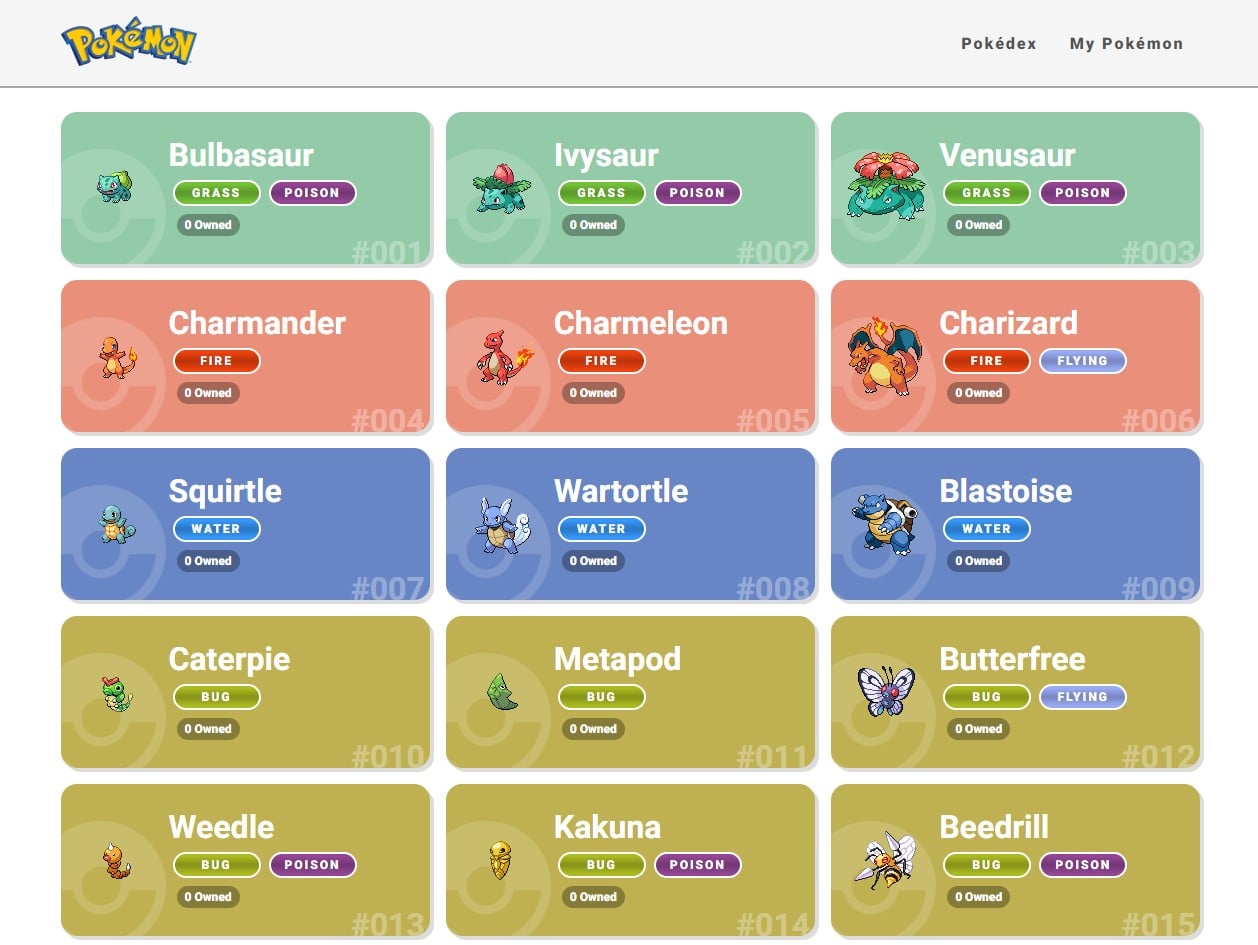 Pokémon
Pokédex My Pokémon
Bulbasaur
GRASS POISON
0 Owned
#001
Ivysaur
GRASS POISON
0 Owned
#002
Venusaur
GRASS POISON
0 Owned
#003
Charmander
FIRE
0 Owned
#004
Charmeleon
FIRE
0 Owned
#005
Charizard
FIRE FLYING
0 Owned
#006
Squirtle
WATER
0 Owned
#007
Wartortle
WATER
0 Owned
#008
Blastoise
WATER
0 Owned
#009
Caterpie
BUG
0 Owned
#010
Metapod
BUG
0 Owned
#011
Butterfree
BUG FLYING
0 Owned
#012
Weedle
BUG POISON
0 Owned
#013
Kakuna
BUG POISON
0 Owned
#014
Beedrill
BUG POISON
0 Owned
#015